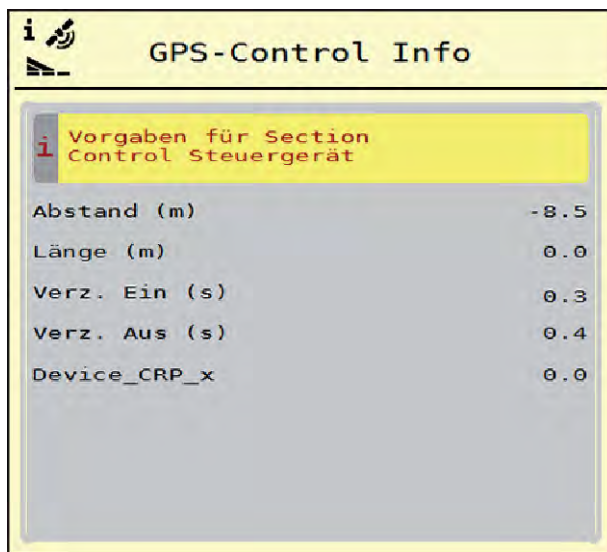 i
GPS-Control Info
i Vorgaben für Section
Control Steuergerät
Abstand (m) -8.5
Länge (m) 0.0
Verz. Ein (s) 0.3
Verz. Aus (s) 0.4
Device_CRP_x 0.0